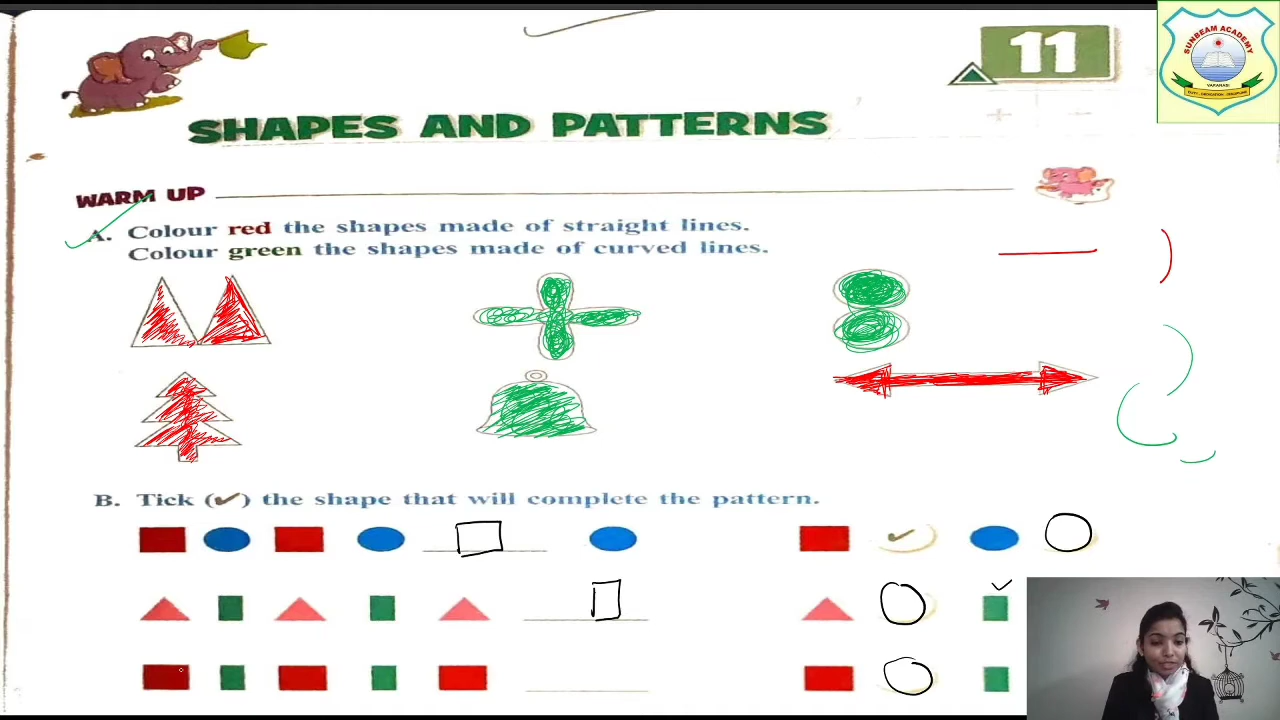 SUNBEAM ACADEMY
VARANASI
11
SHAPES AND PATTERNS
WARM UP
A. Colour red the shapes made of straight lines.
Colour green the shapes made of curved lines.
B. Tick (✓) the shape that will complete the pattern.